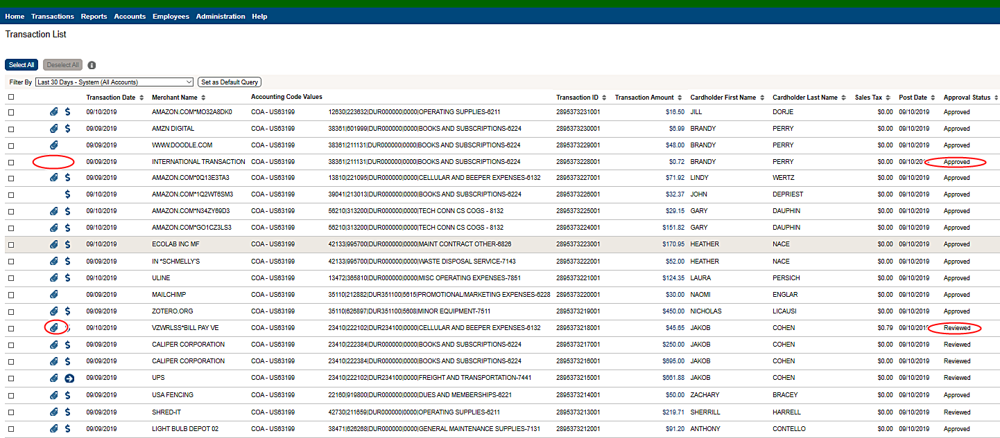 Home Transactions Reports Accounts Employees Administration Help
Transaction List
Select All Deselect All i
Filter By Last 30 Days - System (All Accounts) Set as Default Query
Transaction Date Merchant Name Accounting Code Values Transaction ID Transaction Amount Cardholder First Name Cardholder Last Name Sales Tax Post Date Approval Status
$ 09/10/2019 AMAZON.COM*MO32A8DK0 COA - US63199 12630|223632|DUR000000|0000|OPERATING SUPPLIES-6211 2895373231001 $16.50 JILL DORJE $0.00 09/10/2019 Approved
$ 09/10/2019 AMZN DIGITAL COA - US63199 38361|601999|DUR000000|0000|BOOKS AND SUBSCRIPTIONS-6224 2895373230001 $6.99 BRANDY PERRY $0.00 09/10/2019 Approved
09/09/2019 WWW.DOODLE.COM COA - US63199 38361|211131|DUR000000|0000|BOOKS AND SUBSCRIPTIONS-6224 2895373229001 $48.00 BRANDY PERRY $0.00 09/10/2019 Approved
09/09/2019 INTERNATIONAL TRANSACTION COA - US63199 38361|211131|DUR000000|0000|BOOKS AND SUBSCRIPTIONS-6224 2895373228001 $0.72 BRANDY PERRY $0.00 09/10/201 Approved
$ 09/09/2019 AMAZON.COM*0Q13E3TA3 COA - US63199 13810|221095|DUR000000|0000|CELLULAR AND BEEPER EXPENSES-6132 2895373227001 $71.92 LINDY WERTZ $0.00 09/10/2019 Approved
$ 09/10/2019 AMAZON.COM*1Q2WT6SM3 COA - US63199 39041|213013|DUR000000|0000|BOOKS AND SUBSCRIPTIONS-6224 2895373226001 $32.37 JOHN DEPRIEST $0.00 09/10/2019 Approved
$ 09/10/2019 AMAZON.COM*N34ZY69D3 COA - US63199 56210|313200|DUR000000|0000|TECH CONN CS COGS - 8132 2895373225001 $29.15 GARY DAUPHIN $0.00 09/10/2019 Approved
$ 09/10/2019 AMAZON.COM*GO1CZ3LS3 COA - US63199 56210|313200|DUR000000|0000|TECH CONN CS COGS - 8132 2895373224001 $151.82 GARY DAUPHIN $0.00 09/10/2019 Approved
$ 09/10/2019 ECOLAB INC MF COA - US63199 42133|995700|DUR000000|0000|MAINT CONTRACT OTHER-6826 2895373223001 $170.95 HEATHER NACE $0.00 09/10/2019 Approved
$ 09/09/2019 IN *SCHMELLY'S COA - US63199 42133|995700|DUR000000|0000|WASTE DISPOSAL SERVICE-7143 2895373222001 $52.00 HEATHER NACE $0.00 09/10/2019 Approved
$ 09/10/2019 ULINE COA - US63199 13472|365810|DUR000000|0000|MISC OPERATING EXPENSES-7851 2895373221001 $124.35 LAURA PERSICH $0.00 09/10/2019 Approved
09/09/2019 MAILCHIMP COA - US63199 35110|212882|DUR351100|5615|PROMOTIONAL/MARKETING EXPENSES-6228 2895373220001 $30.00 NAOMI ENGLAR $0.00 09/10/2019 Approved
$ 09/09/2019 ZOTERO.ORG COA - US63199 35110|626897|DUR351100|5608|MINOR EQUIPMENT-7511 2895373219001 $450.00 NICHOLAS LICAUSI $0.00 09/10/2019 Approved
09/10/2019 VZWRLSS*BILL PAY VE COA - US63199 23410|222102|DUR234100|0000|CELLULAR AND BEEPER EXPENSES-6132 2895373218001 $45.65 JAKOB COHEN $0.79 09/10/201 Reviewed
$ 09/09/2019 CALIPER CORPORATION COA - US63199 23410|222384|DUR000000|0000|BOOKS AND SUBSCRIPTIONS-6224 2895373217001 $250.00 JAKOB COHEN $0.00 09/10/2019 Reviewed
$ 09/09/2019 CALIPER CORPORATION COA - US63199 23410|222384|DUR000000|0000|BOOKS AND SUBSCRIPTIONS-6224 2895373216001 $695.00 JAKOB COHEN $0.00 09/10/2019 Reviewed
09/09/2019 UPS COA - US63199 23410|222102|DUR234100|0000|FREIGHT AND TRANSPORTATION-7441 2895373215001 $661.88 JAKOB COHEN $0.00 09/10/2019 Reviewed
$ 09/09/2019 USA FENCING COA - US63199 22160|919800|DUR000000|0000|DUES AND MEMBERSHIPS-6221 2895373214001 $50.00 ZACHARY BRACEY $0.00 09/10/2019 Approved
$ 09/09/2019 SHRED-IT COA - US63199 42730|211659|DUR000000|0000|OPERATING SUPPLIES-6211 2895373213001 $219.71 SHERRILL HARRELL $0.00 09/10/2019 Approved
$ 09/09/2019 LIGHT BULB DEPOT 02 COA - US63199 38471|626268|DUR000000|0000|GENERAL MAINTENANCE SUPPLIES-7131 2895373212001 $91.20 ANTHONY CONTELLO $0.00 09/10/2019 Approved